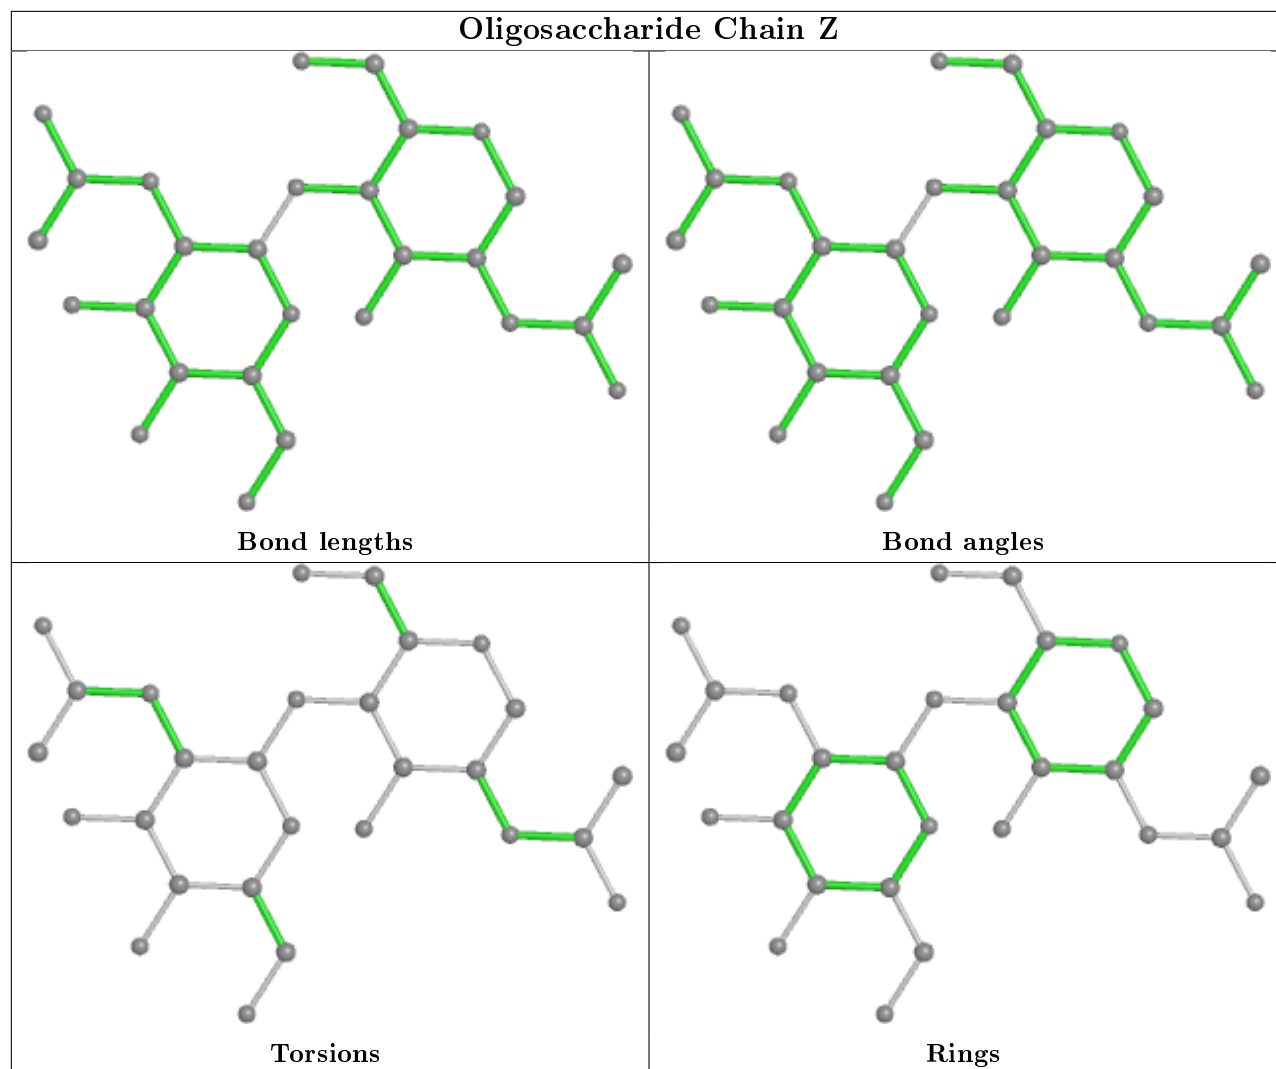 Oligosaccharide Chain Z
Bond lengths
Bond angles
Torsions
Rings